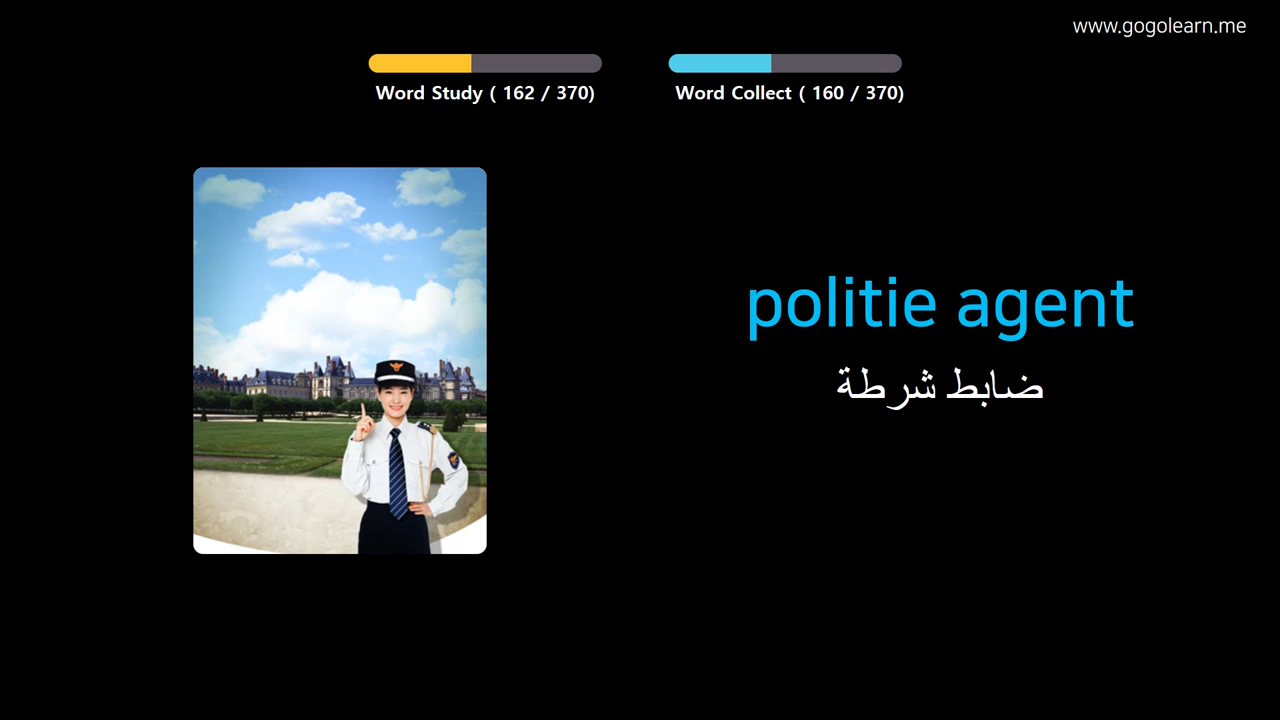 www.gogolearn.me
Word Study ( 162 / 370)
Word Collect ( 160 / 370)
politie agent
ضابط شرطة